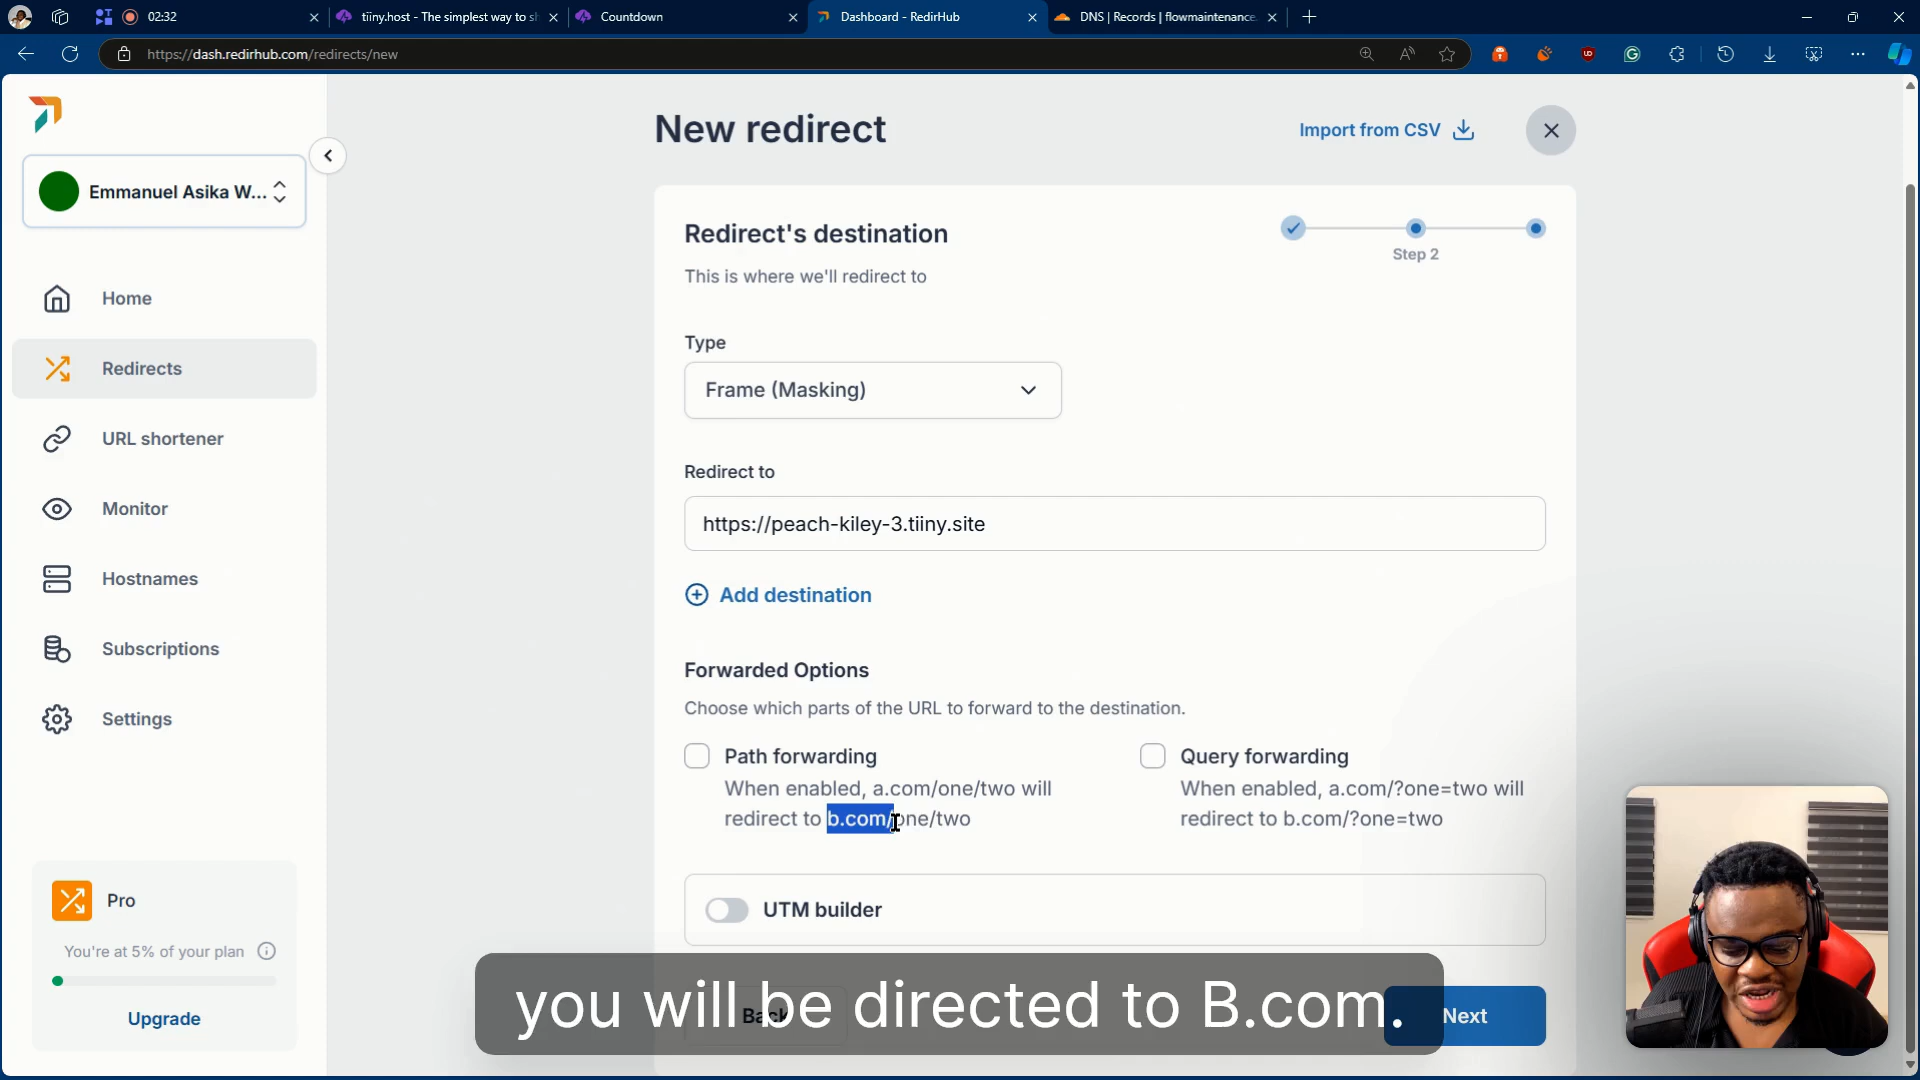 02:32
tiiny.host - The simplest way to sh
Countdown
Dashboard - RedirHub
DNS | Records | flowmaintenance.
https://dash.redirhub.com/redirects/new
Emmanuel Asika W...
Home
Redirects
URL shortener
Monitor
Hostnames
Subscriptions
Settings
Pro
You're at 5% of your plan
Upgrade
New redirect
Import from CSV
Redirect's destination
This is where we'll redirect to
Step 2
Type
Frame (Masking)
Redirect to
https://peach-kiley-3.tiiny.site
Add destination
Forwarded Options
Choose which parts of the URL to forward to the destination.
Path forwarding
When enabled, a.com/one/two will
redirect to b.com/one/two
Query forwarding
When enabled, a.com/?one=two will
redirect to b.com/?one=two
UTM builder
Back
Next
you will be directed to B.com.